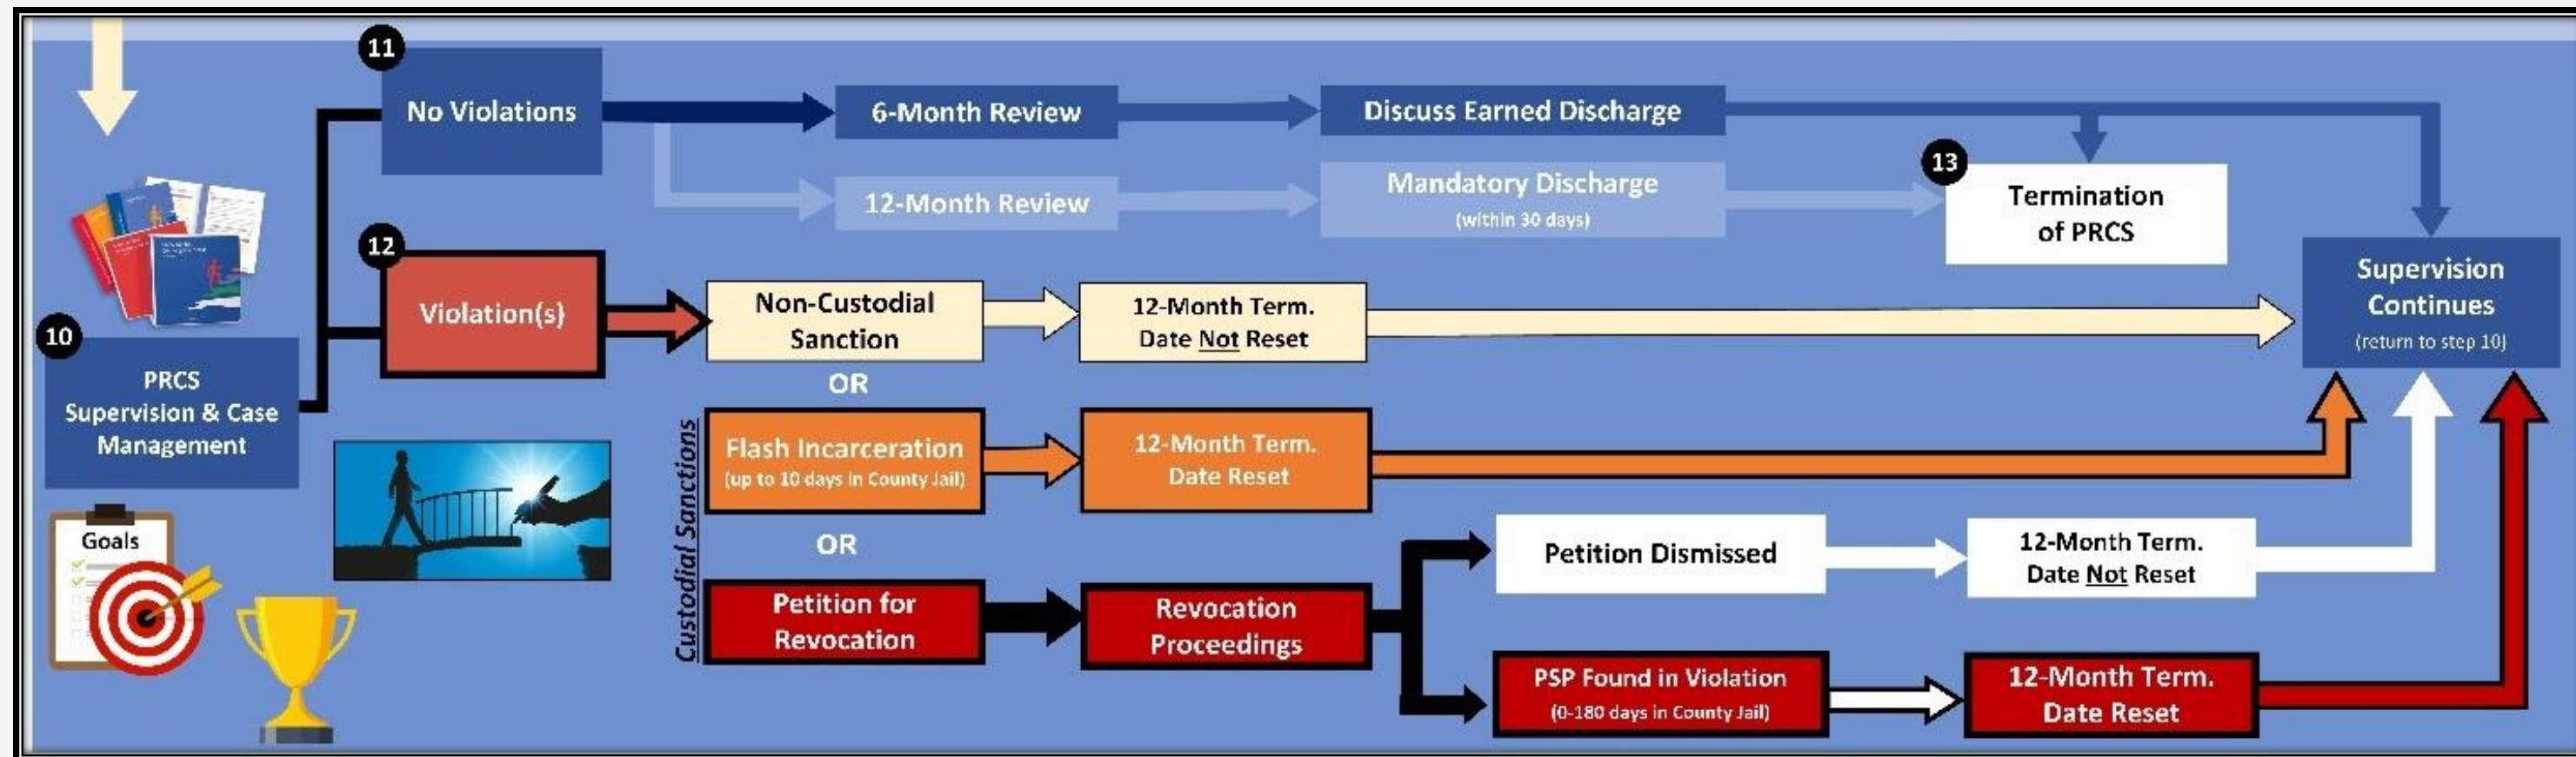 11
No Violations
6-Month Review
Discuss Earned Discharge
12-Month Review
Mandatory Discharge
(within 30 days)
13
Termination
of PRCS
10
PRCS
Supervision & Case
Management
12
Violation(s)
Non-Custodial
Sanction
12-Month Term.
Date Not Reset
Supervision
Continues
(return to step 10)
OR
Custodial Sanctions
Flash Incarceration
(up to 10 days in County Jail)
12-Month Term.
Date Reset
OR
Petition for
Revocation
Revocation
Proceedings
Petition Dismissed
12-Month Term.
Date Not Reset
PSP Found in Violation
(0-180 days in County Jail)
12-Month Term.
Date Reset
Goals